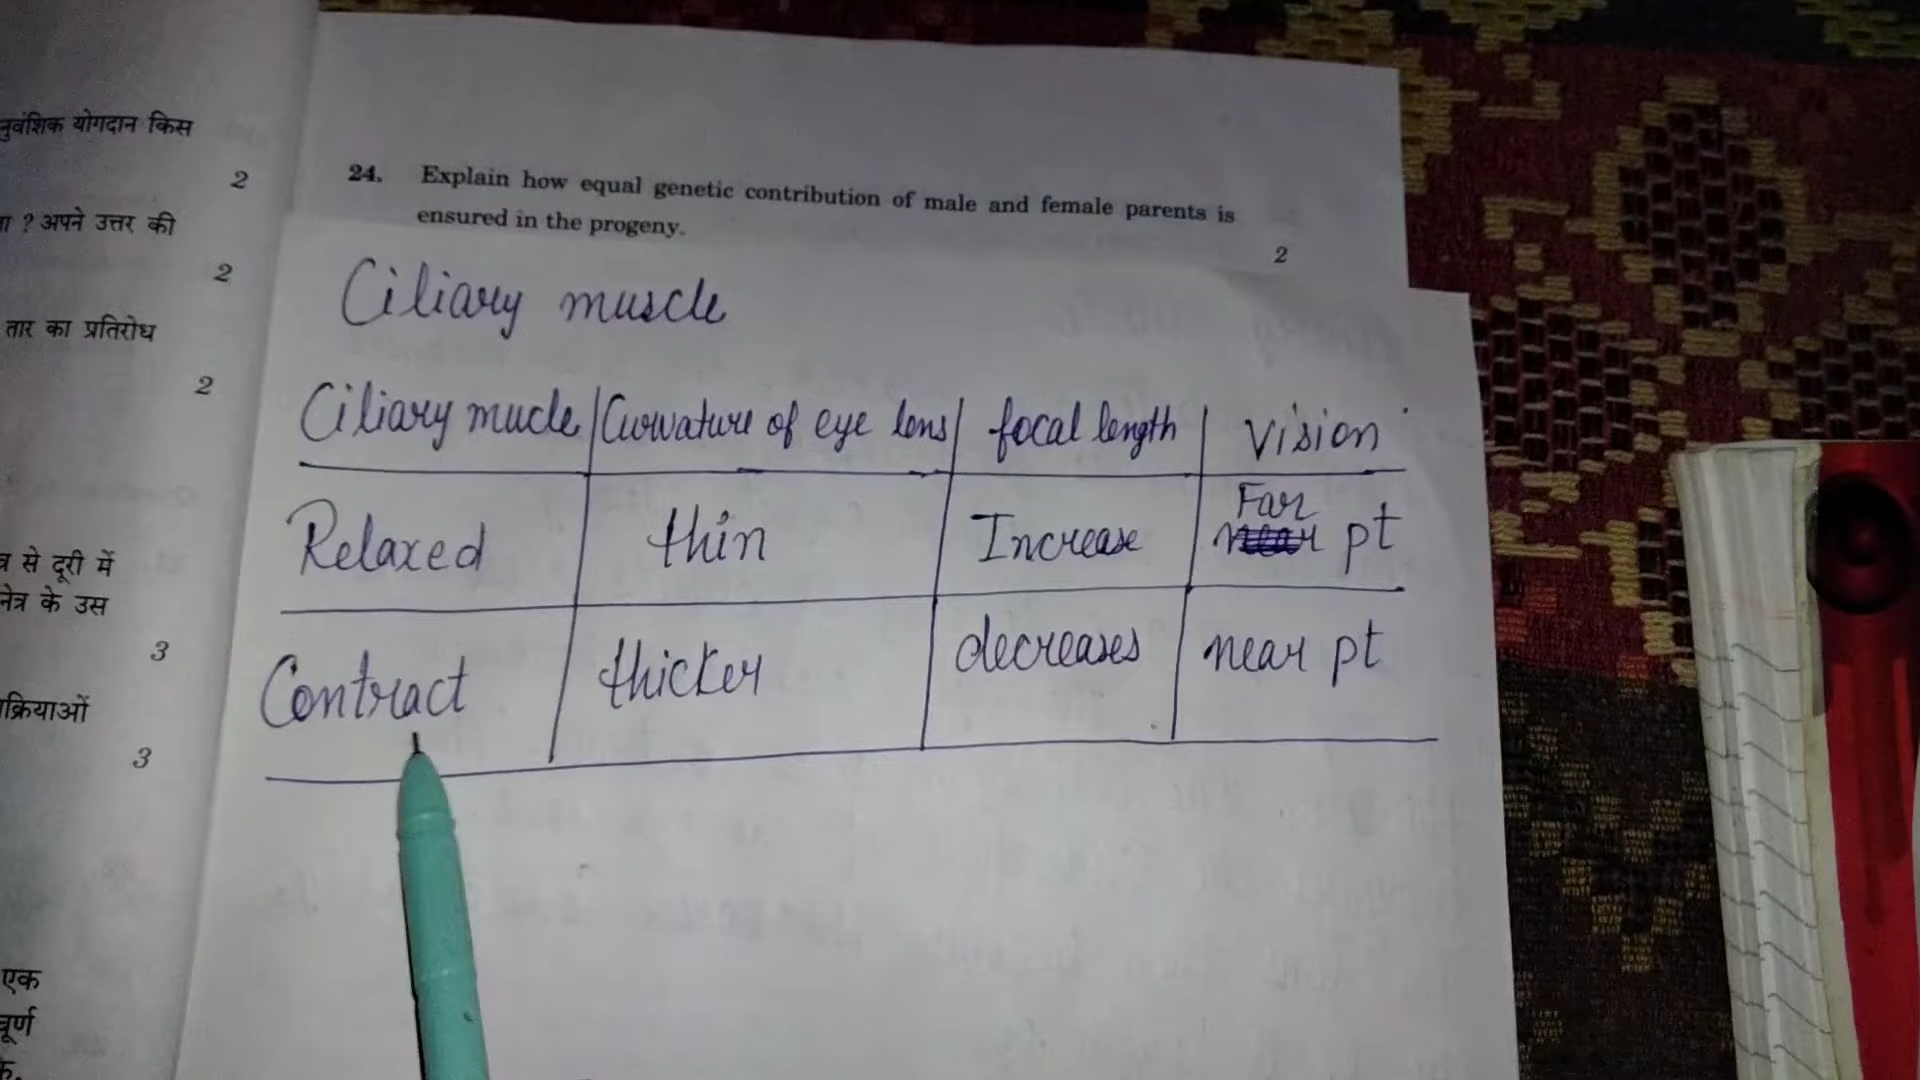 योगदान किस
2
? अपने उत्तर की
2
तार का प्रतिरोध
2
से दूरी में
के उस
3
3
एक
24. Explain how equal genetic contribution of male and female parents is
ensured in the progeny.
2
Ciliary muscle
Ciliary mucle Curvature of eye lens focal length Vision
Relaxed thin Increase Far near pt
Contract thicker decreases near pt